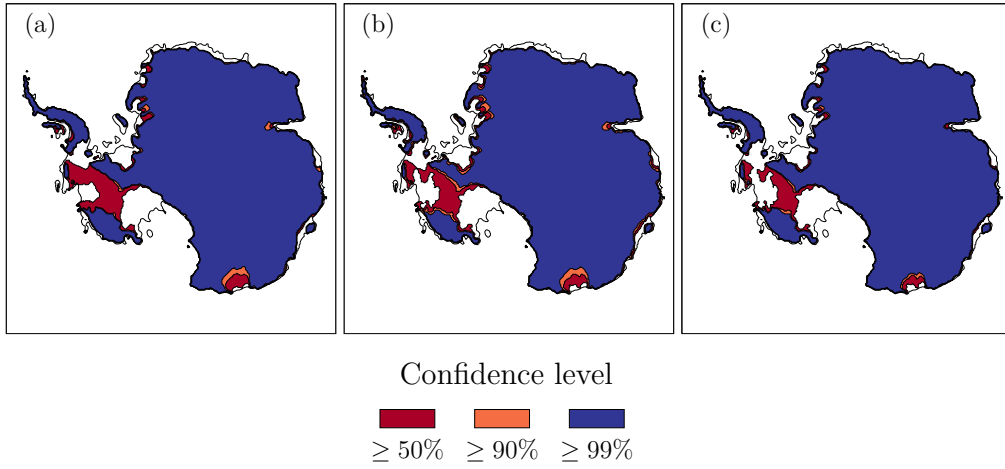 (a)
(b)
(c)
Confidence level
≥ 50%
≥ 90%
≥ 99%